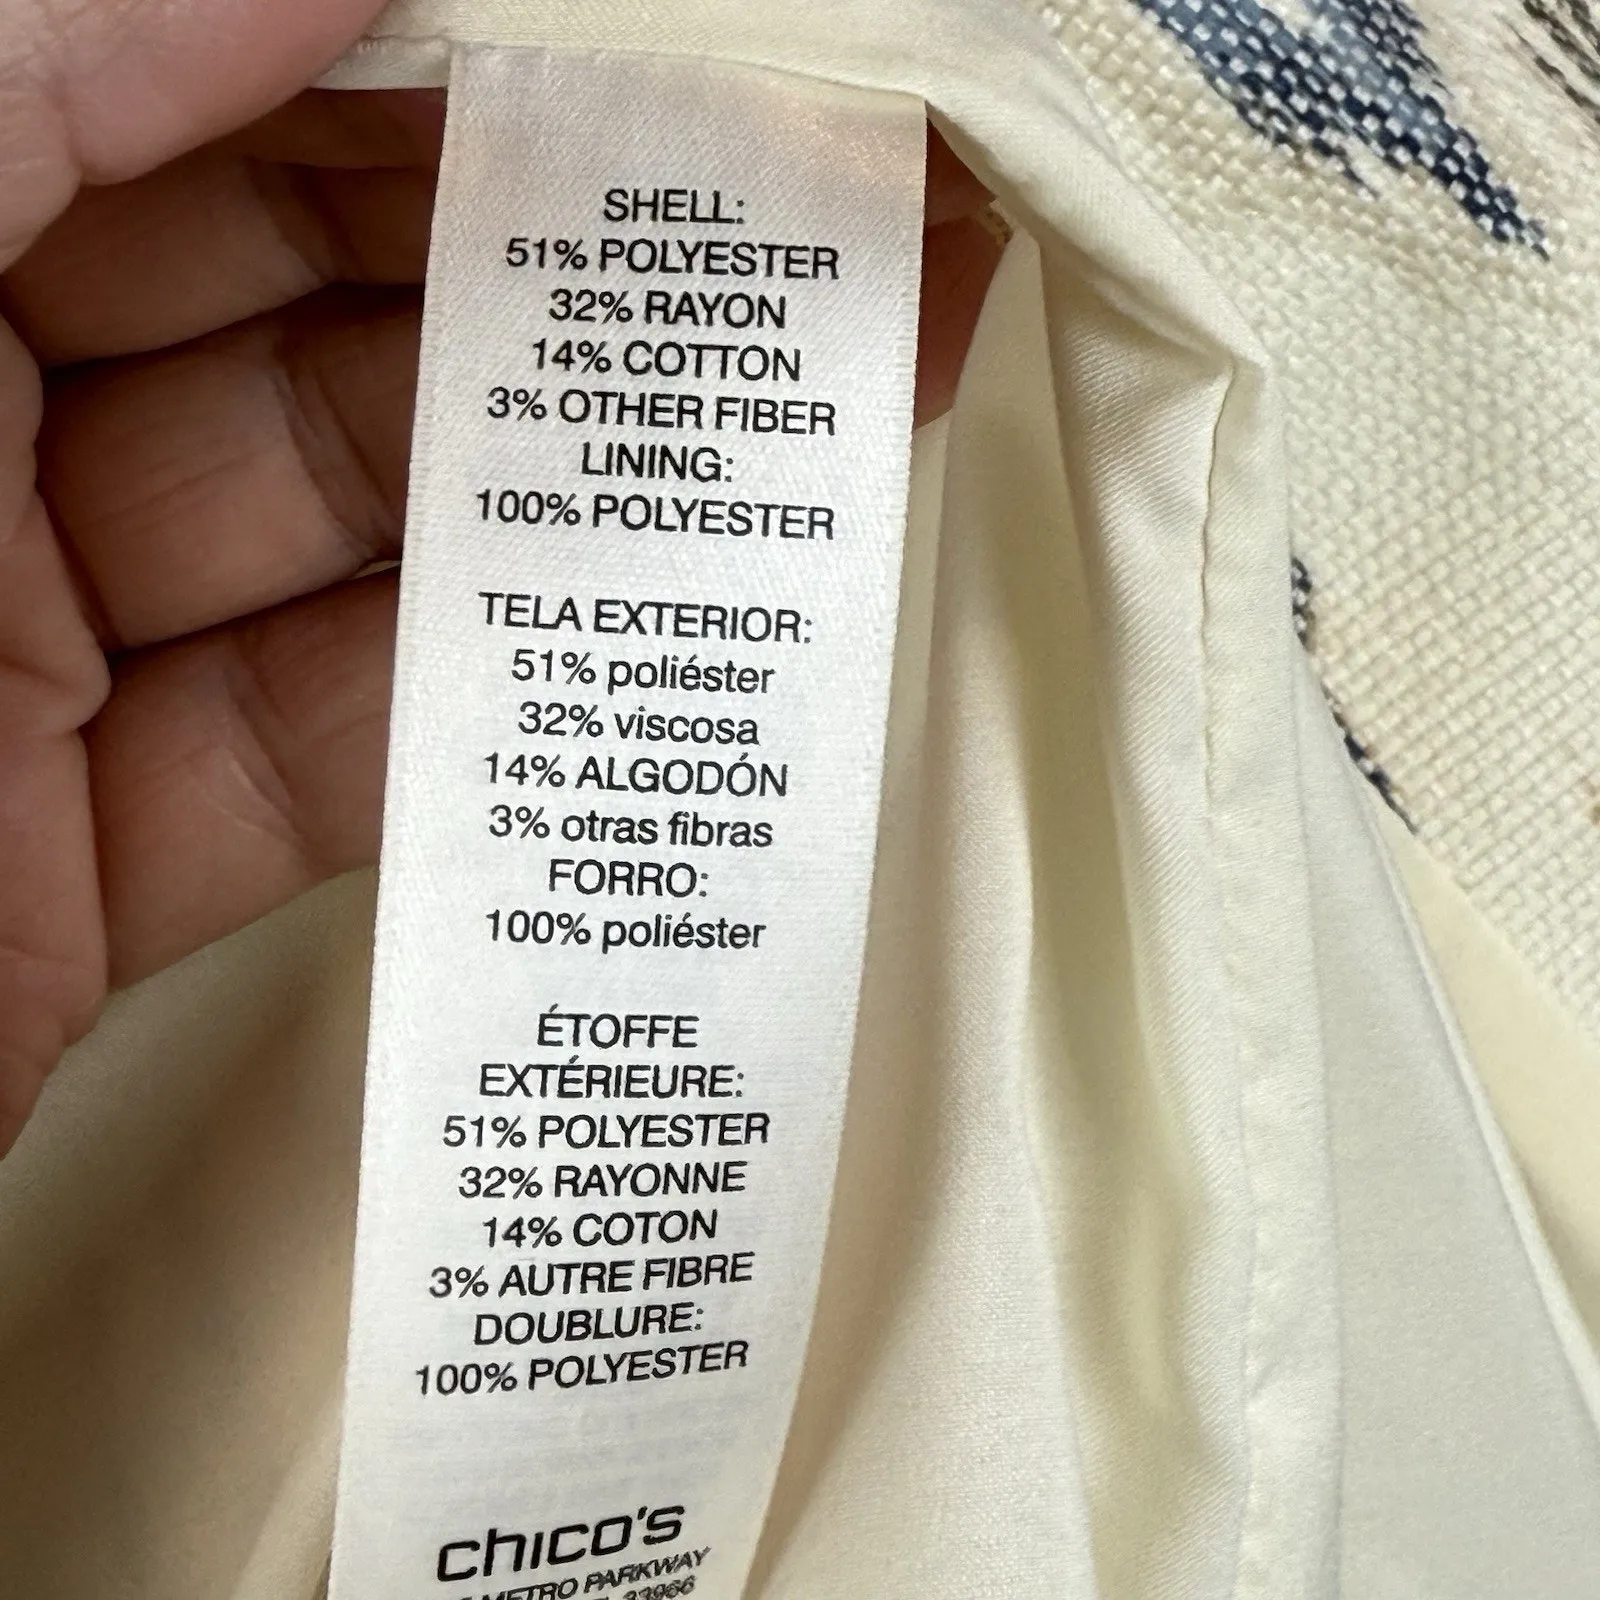 SHELL:
51% POLYESTER
32% RAYON
14% COTTON
3% OTHER FIBER
LINING:
100% POLYESTER
TELA EXTERIOR:
51% poliéster
32% viscosa
14% ALGODÓN
3% otras fibras
FORRO:
100% poliéster
ÉTOFFE
EXTÉRIEURE:
51% POLYESTER
32% RAYONNE
14% COTON
3% AUTRE FIBRE
DOUBLURE:
100% POLYESTER
chico's
METRO PARKWAY
33966